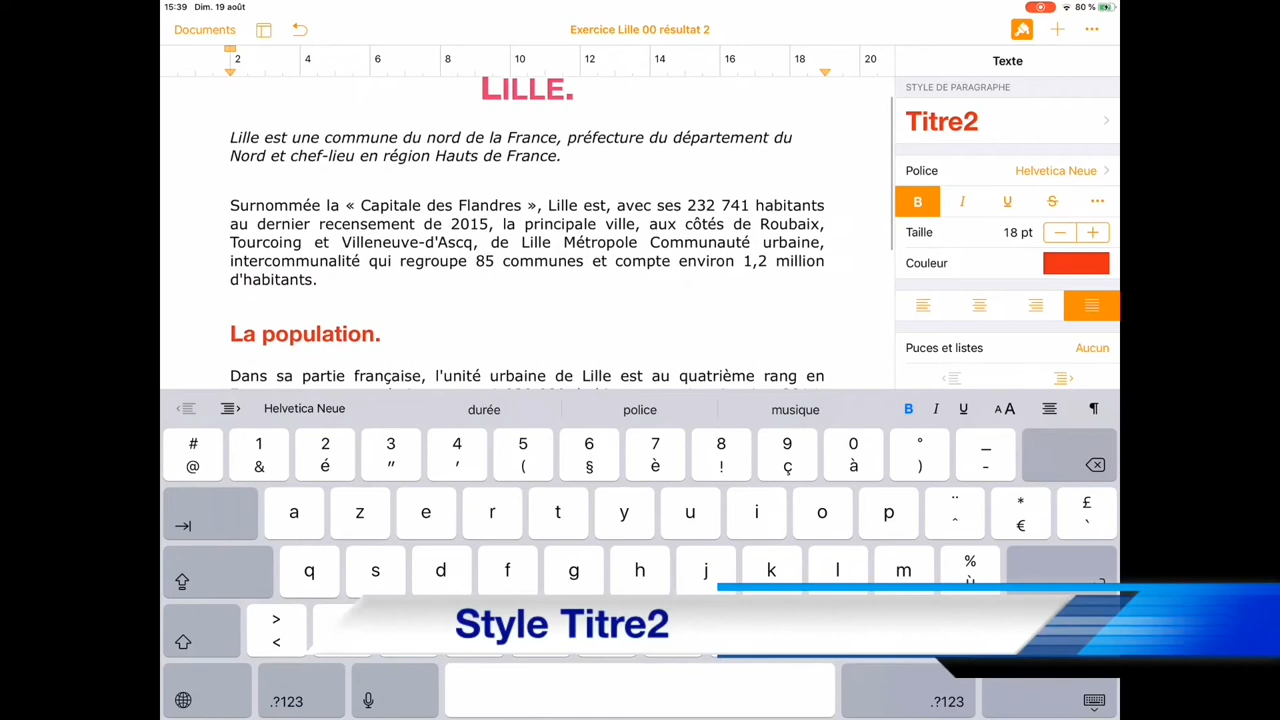 15:39 Dim. 19 août 80 %
Documents Exercice Lille 00 résultat 2
2 4 6 8 10 12 14 16 18 20
Texte
STYLE DE PARAGRAPHE
Titre2
Police Helvetica Neue
B I U S
Taille 18 pt
Couleur
Puces et listes Aucun
LILLE.
Lille est une commune du nord de la France, préfecture du département du
Nord et chef-lieu en région Hauts de France.
Surnommée la « Capitale des Flandres », Lille est, avec ses 232 741 habitants
au dernier recensement de 2015, la principale ville, aux côtés de Roubaix,
Tourcoing et Villeneuve-d'Ascq, de Lille Métropole Communauté urbaine,
intercommunalité qui regroupe 85 communes et compte environ 1,2 million
d'habitants.
La population.
Dans sa partie française, l'unité urbaine de Lille est au quatrième rang en
Helvetica Neue durée police musique B I U A A ¶
# 1 2 3 4 5 6 7 8 9 0 ° _
@ & é " ' ( § è ! ç à ) -
a z e r t y u i o p ¨ ^ * € £ `
q s d f g h j k l m % ù
> <
Style Titre2
.?123 .?123